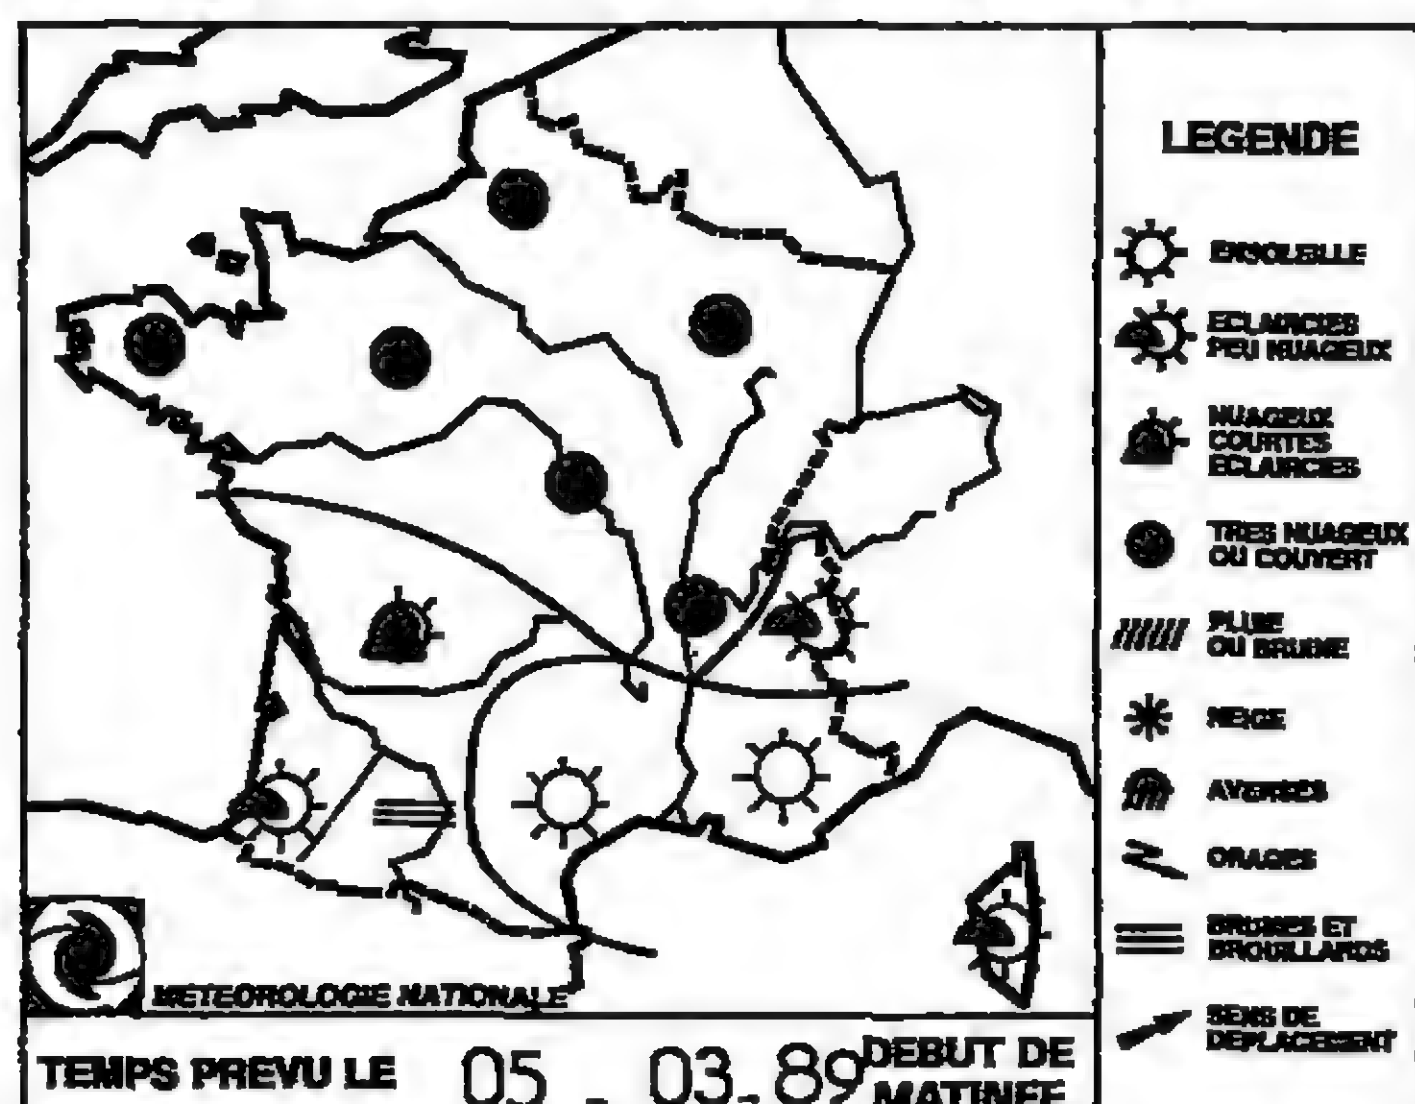 LEGENDE
ENSOLEILLE
ECLAIRCIES
PEU NUAGEUX
NUAGEUX
COURTES
ECLAIRCIES
TRES NUAGEUX
OU COUVERT
PLUIE
OU BRUINE
NEIGE
AVERSES
ORAGES
BRUMES ET
BROUILLARDS
SENS DE
DEPLACEMENT
METEOROLOGIE NATIONALE
TEMPS PREVU LE 05 - 03-89 DEBUT DE
MATINEE